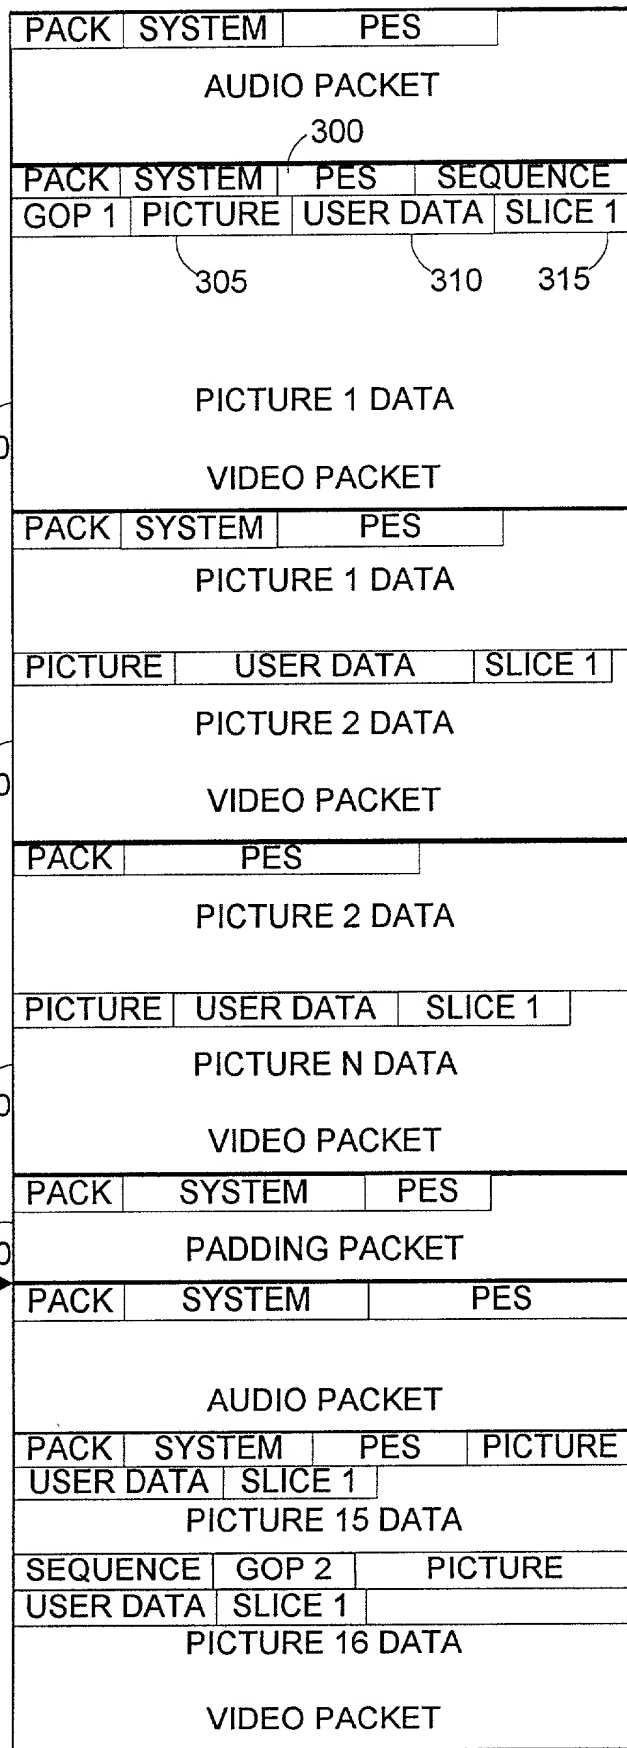 PACK SYSTEM PES
AUDIO PACKET
300
PACK SYSTEM PES SEQUENCE
GOP 1 PICTURE USER DATA SLICE 1
305 310 315
PICTURE 1 DATA
0
VIDEO PACKET
PACK SYSTEM PES
PICTURE 1 DATA
PICTURE USER DATA SLICE 1
PICTURE 2 DATA
0
VIDEO PACKET
PACK PES
PICTURE 2 DATA
PICTURE USER DATA SLICE 1
PICTURE N DATA
0
VIDEO PACKET
PACK SYSTEM PES
0
PADDING PACKET
PACK SYSTEM PES
AUDIO PACKET
PACK SYSTEM PES PICTURE
USER DATA SLICE 1
PICTURE 15 DATA
SEQUENCE GOP 2 PICTURE
USER DATA SLICE 1
PICTURE 16 DATA
VIDEO PACKET